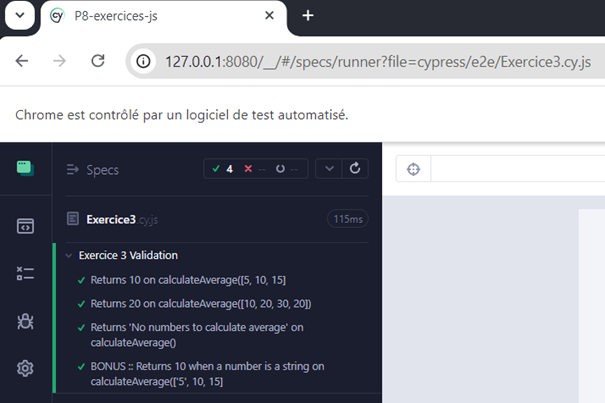 P8-exercices-js
127.0.0.1:8080/__/#/specs/runner?file=cypress/e2e/Exercice3.cy.js
Chrome est contrôlé par un logiciel de test automatisé.
Specs
4 -- --
Exercice3.cy.js 115ms
Exercice 3 Validation
Returns 10 on calculateAverage([5, 10, 15]
Returns 20 on calculateAverage([10, 20, 30, 20])
Returns 'No numbers to calculate average' on
calculateAverage()
BONUS :: Returns 10 when a number is a string on
calculateAverage(['5', 10, 15]